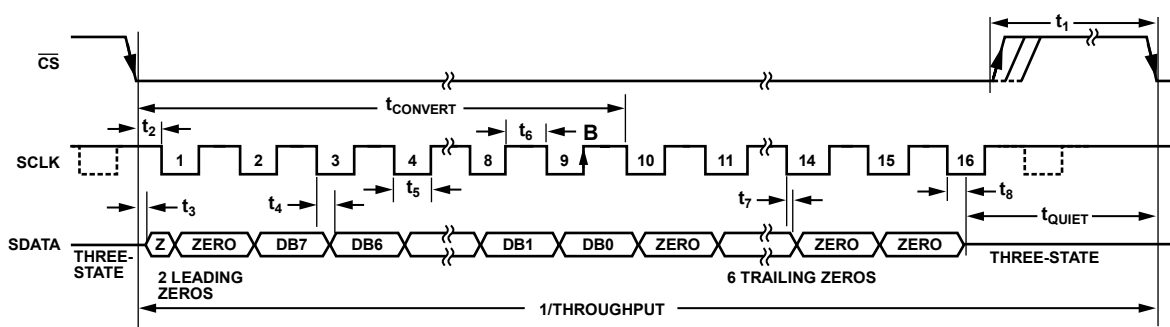 t1
CS
tCONVERT
t2
t6
B
SCLK
1
2
3
4
8
9
10
11
14
15
16
t3
t4
t5
t7
t8
tQUIET
SDATA
Z
ZERO
DB7
DB6
DB1
DB0
ZERO
ZERO
ZERO
THREE-
STATE
2 LEADING
ZEROS
6 TRAILING ZEROS
THREE-STATE
1/THROUGHPUT